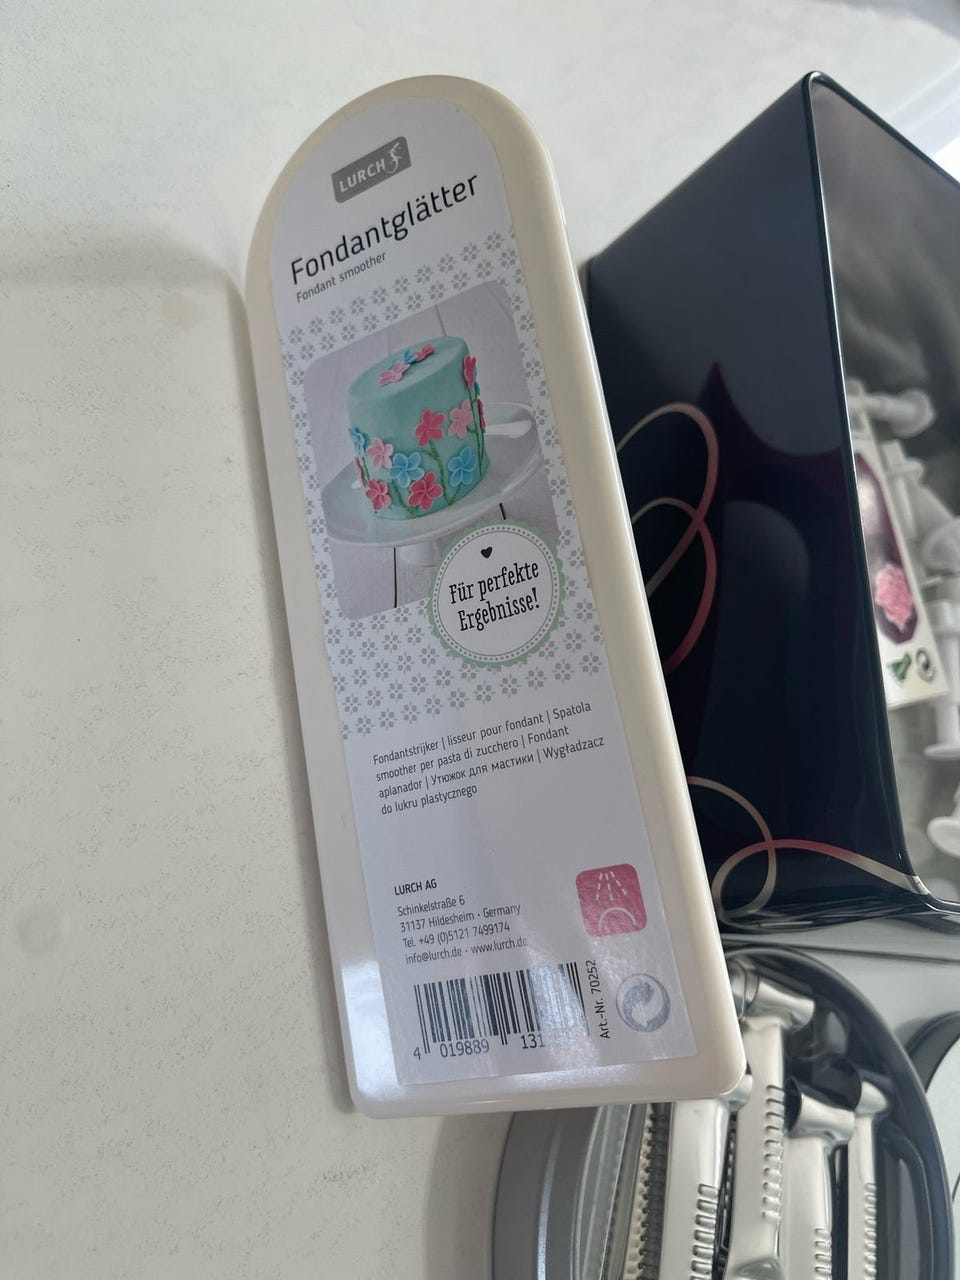 LURCH
Fondantglätter
Fondant smoother
Für perfekte
Ergebnisse!
Fondantstrijker | lisseur pour fondant | Spatola
smoother per pasta di zucchero | Fondant
aplanador | Утюжок для мастики | Wygładzacz
do lukru plastycznego
LURCH AG
Schinkelstraße 6
31137 Hildesheim · Germany
Tel. +49 (0)5121 7499174
info@lurch.de · www.lurch.de
Art.-Nr. 70252
4 019889